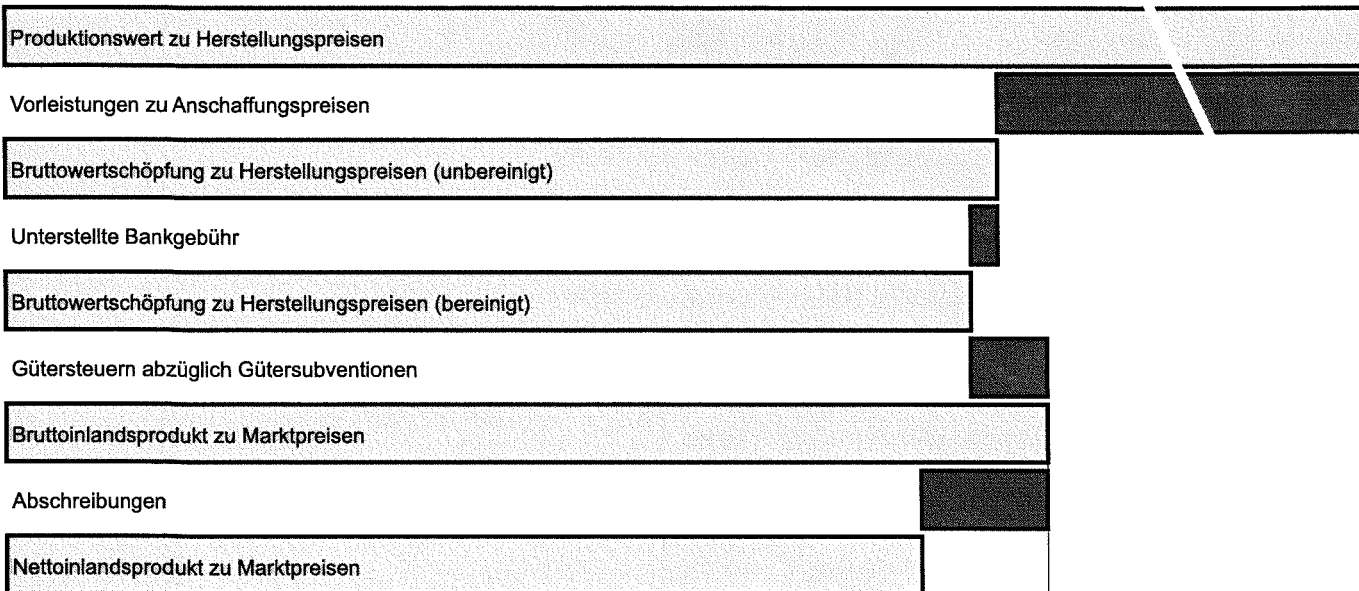 Produktionswert zu Herstellungspreisen
Vorleistungen zu Anschaffungspreisen
Bruttowertschöpfung zu Herstellungspreisen (unbereinigt)
Unterstellte Bankgebühr
Bruttowertschöpfung zu Herstellungspreisen (bereinigt)
Gütersteuern abzüglich Gütersubventionen
Bruttoinlandsprodukt zu Marktpreisen
Abschreibungen
Nettoinlandsprodukt zu Marktpreisen